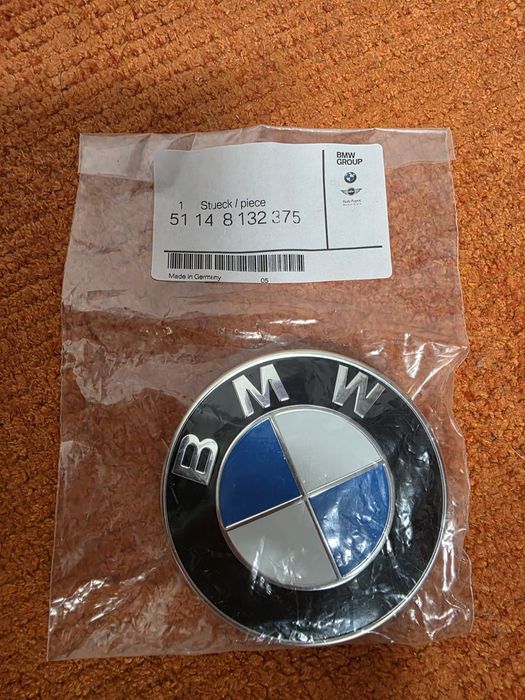 BMW
GROUP
1 Stueck / piece
51 14 8 132 375
Made in Germany 05
BMW